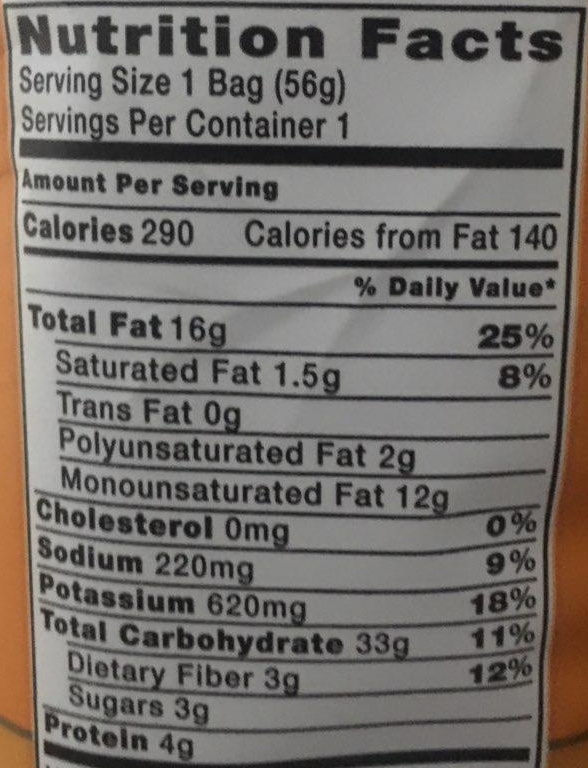 Nutrition Facts
Serving Size 1 Bag (56g)
Servings Per Container 1
Amount Per Serving
Calories 290 Calories from Fat 140
% Daily Value*
Total Fat 16g 25%
Saturated Fat 1.5g 8%
Trans Fat 0g
Polyunsaturated Fat 2g
Monounsaturated Fat 12g
Cholesterol 0mg 0%
Sodium 220mg 9%
Potassium 620mg 18%
Total Carbohydrate 33g 11%
Dietary Fiber 3g 12%
Sugars 3g
Protein 4g